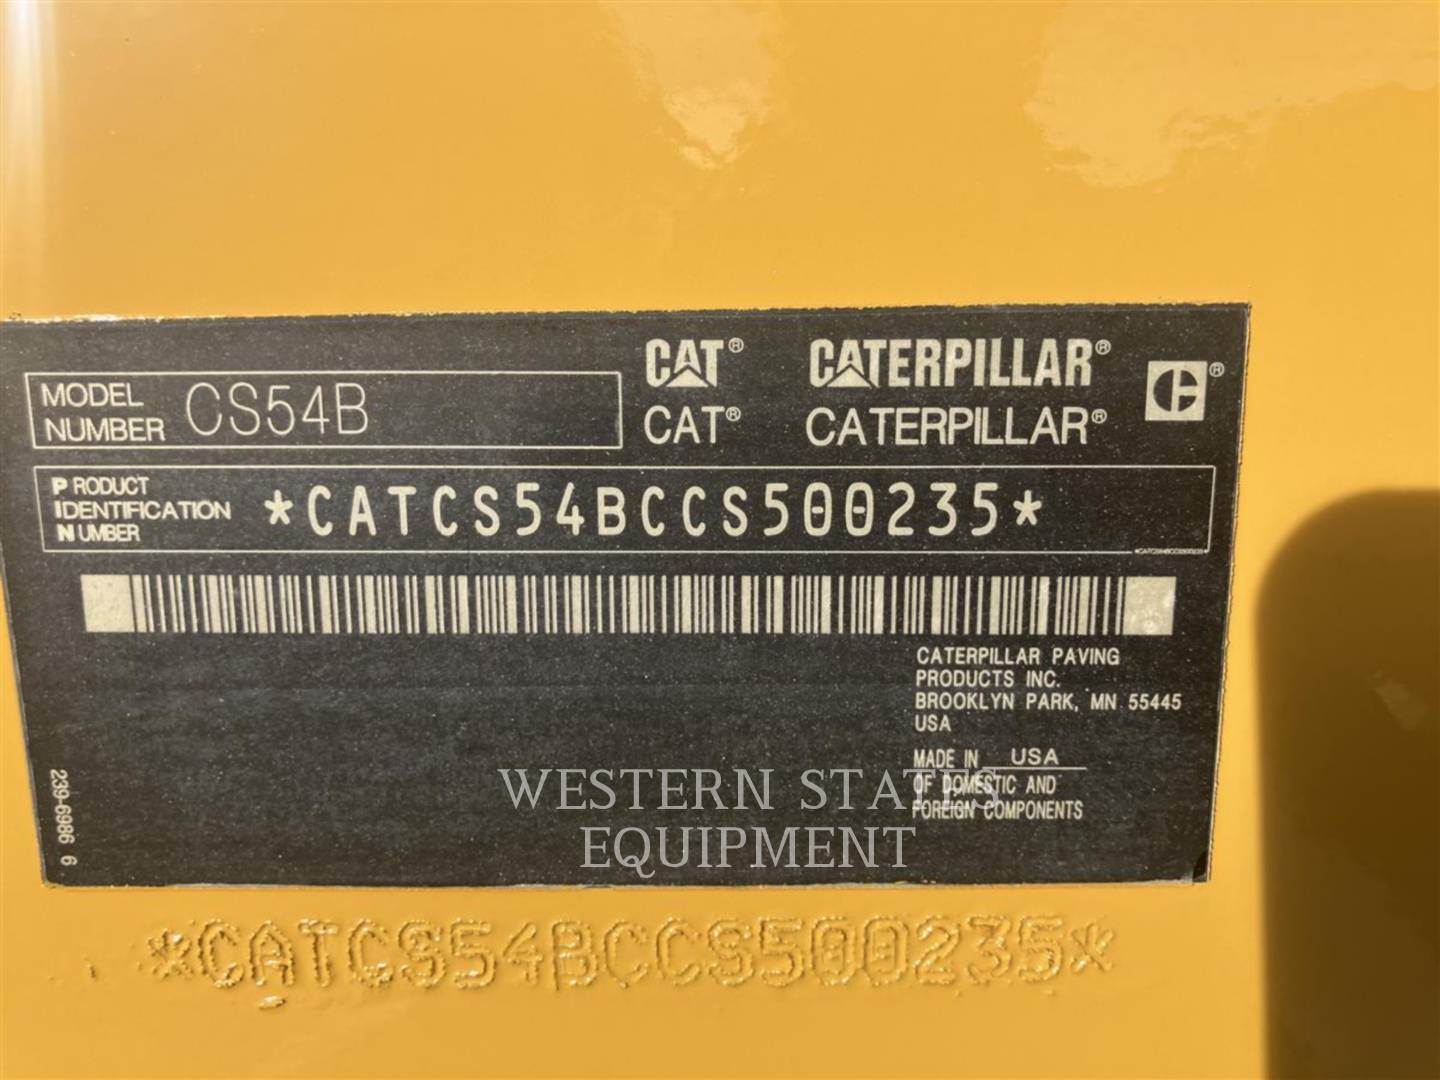 CAT® CATERPILLAR®
CAT® CATERPILLAR®
MODEL
NUMBER CS54B
PRODUCT
IDENTIFICATION
NUMBER
*CATCS54BCCS500235*
*CATCS54BCCS500235*
CATERPILLAR PAVING
PRODUCTS INC.
BROOKLYN PARK, MN 55445
USA
MADE IN USA
OF DOMESTIC AND
FOREIGN COMPONENTS
239-6986 6
WESTERN STATES
EQUIPMENT
*CATCS54BCCS500235*